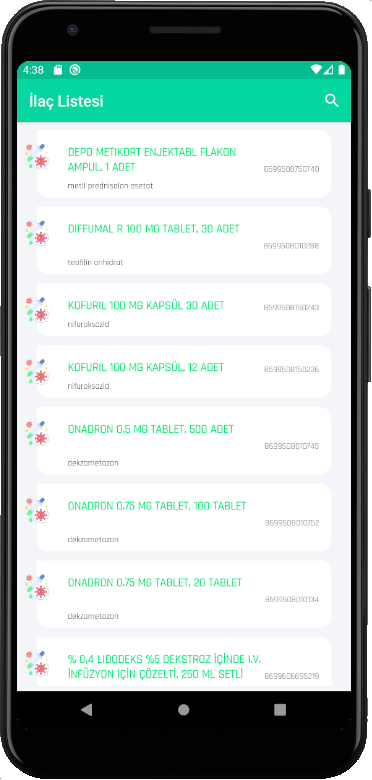 4:38
İlaç Listesi
DEPO METIKORT ENJEKTABL FLAKON
AMPUL, 1 ADET
8699508750740
metil prednisolon asetat
DIFFUMAL R 100 MG TABLET, 30 ADET
8699508010288
teofilin anhidrat
KOFURIL 100 MG KAPSÜL 30 ADET
8699508150243
nifuroksazid
KOFURIL 100 MG KAPSÜL, 12 ADET
8699508150236
nifuroksazid
ONADRON 0.5 MG TABLET, 500 ADET
8699508010745
dekzametazon
ONADRON 0.75 MG TABLET, 100 TABLET
8699508010752
dekzametazon
ONADRON 0.75 MG TABLET, 20 TABLET
8699508010134
dekzametazon
% 0,4 LIDODEKS %5 DEKSTROZ İÇİNDE I.V.
İNFÜZYON İÇİN ÇÖZELTİ, 250 ML SETLİ
8699606695219